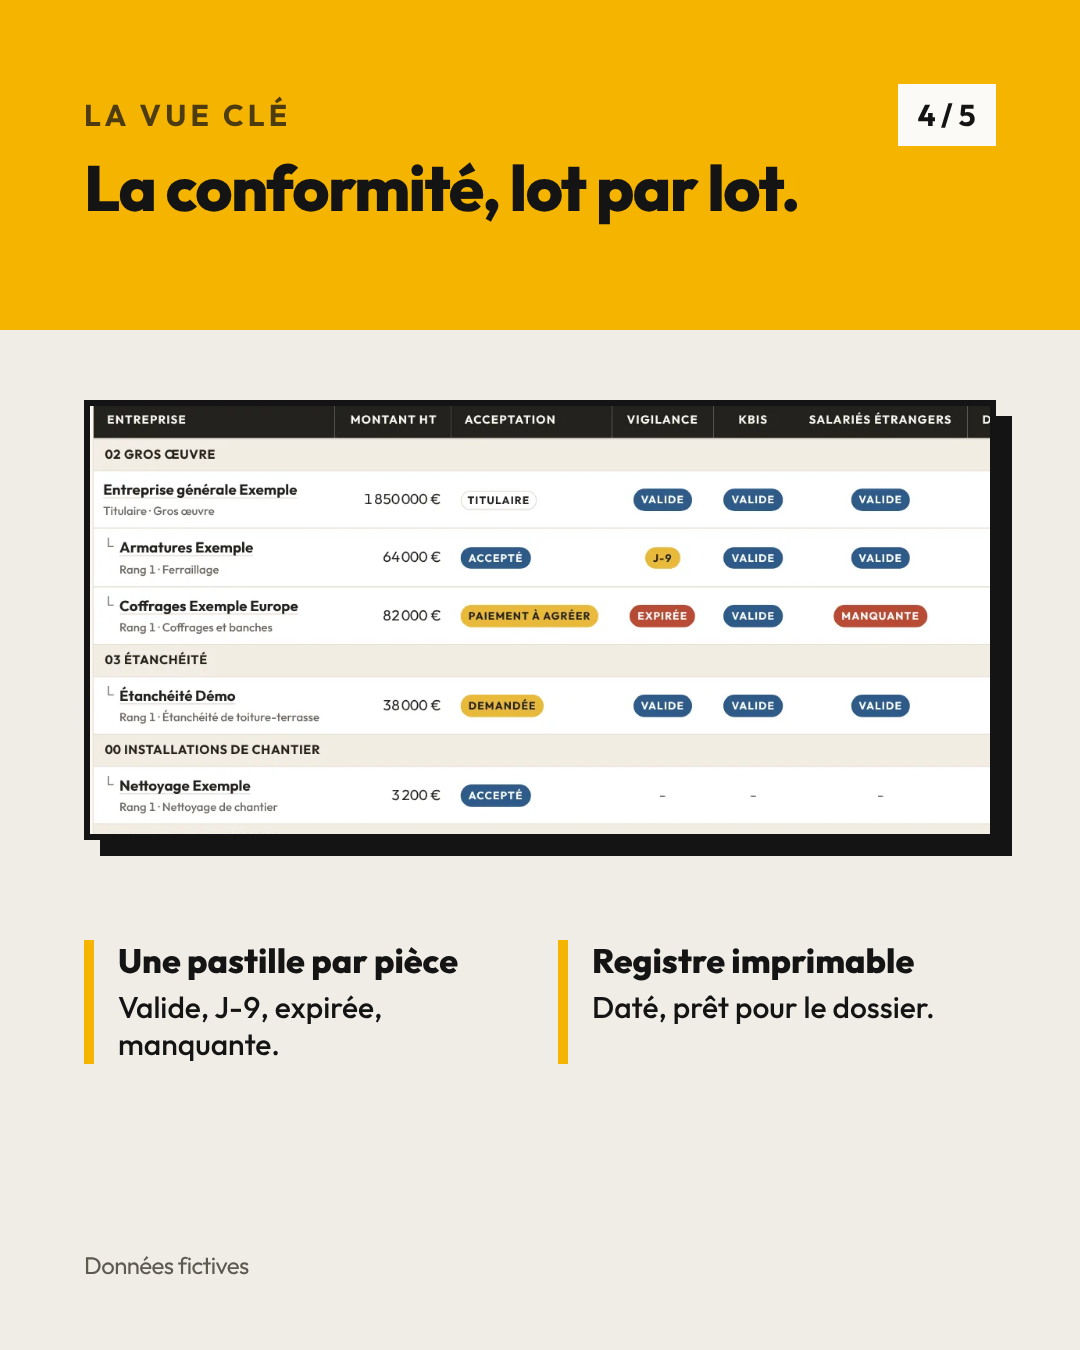 LA VUE CLÉ
4 / 5
La conformité, lot par lot.
ENTREPRISE MONTANT HT ACCEPTATION VIGILANCE KBIS SALARIÉS ÉTRANGERS D
02 GROS ŒUVRE
Entreprise générale Exemple 1 850 000 € TITULAIRE VALIDE VALIDE VALIDE
Titulaire · Gros œuvre
└ Armatures Exemple 64 000 € ACCEPTÉ J-9 VALIDE VALIDE
Rang 1 · Ferraillage
└ Coffrages Exemple Europe 82 000 € PAIEMENT À AGRÉER EXPIRÉE VALIDE MANQUANTE
Rang 1 · Coffrages et banches
03 ÉTANCHÉITÉ
└ Étanchéité Démo 38 000 € DEMANDÉE VALIDE VALIDE VALIDE
Rang 1 · Étanchéité de toiture-terrasse
00 INSTALLATIONS DE CHANTIER
└ Nettoyage Exemple 3 200 € ACCEPTÉ - - -
Rang 1 · Nettoyage de chantier
Une pastille par pièce
Valide, J-9, expirée,
manquante.
Registre imprimable
Daté, prêt pour le dossier.
Données fictives